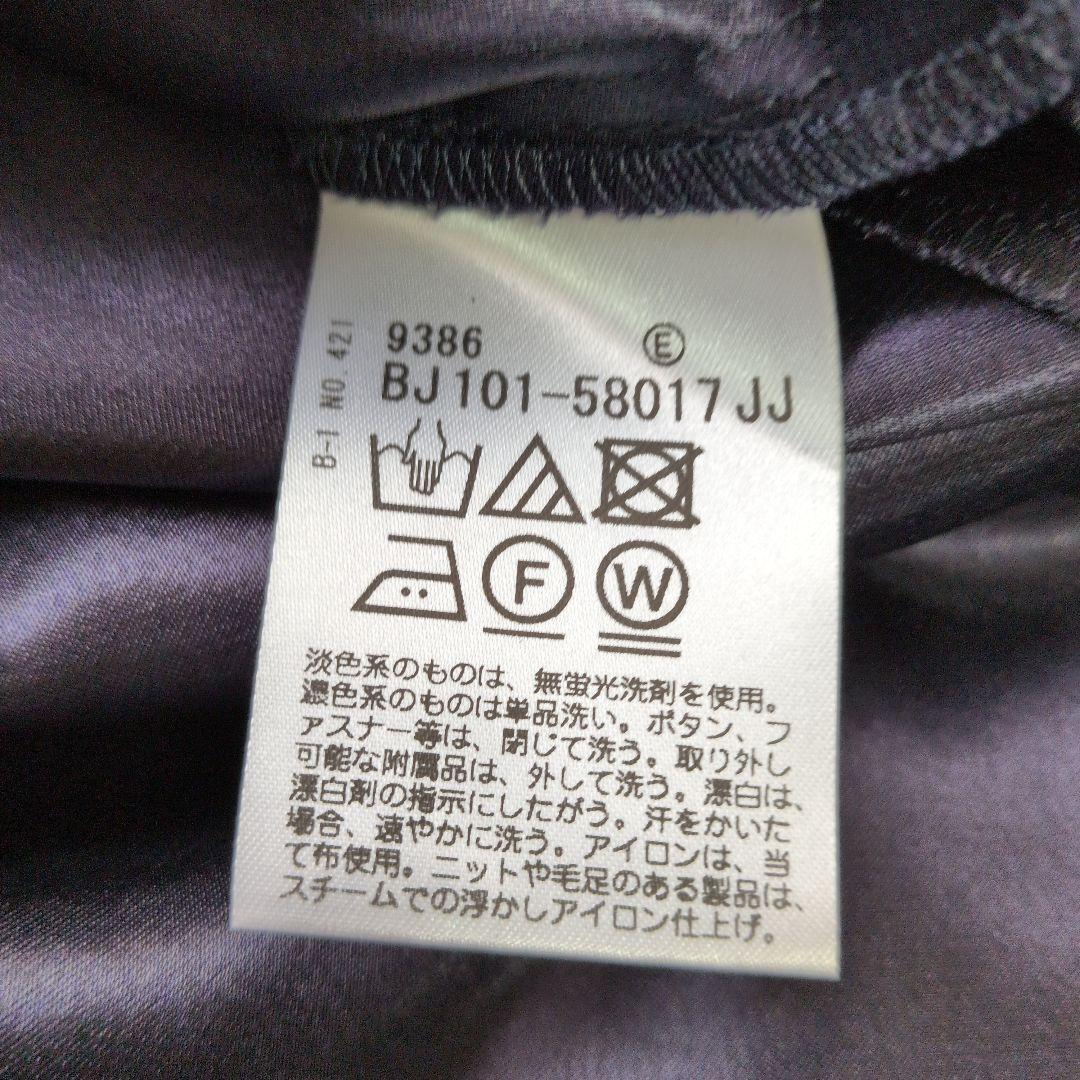 9386 Ⓔ
BJ101-58017JJ
B-1 NO.421
F W
淡色系のものは、無蛍光洗剤を使用。
濃色系のものは単品洗い。ボタン、フ
ァスナー等は、閉じて洗う。取り外し
可能な附属品は、外して洗う。漂白は、
漂白剤の指示にしたがう。汗をかいた
場合、速やかに洗う。アイロンは、当
て布使用。ニットや毛足のある製品は、
スチームでの浮かしアイロン仕上げ。